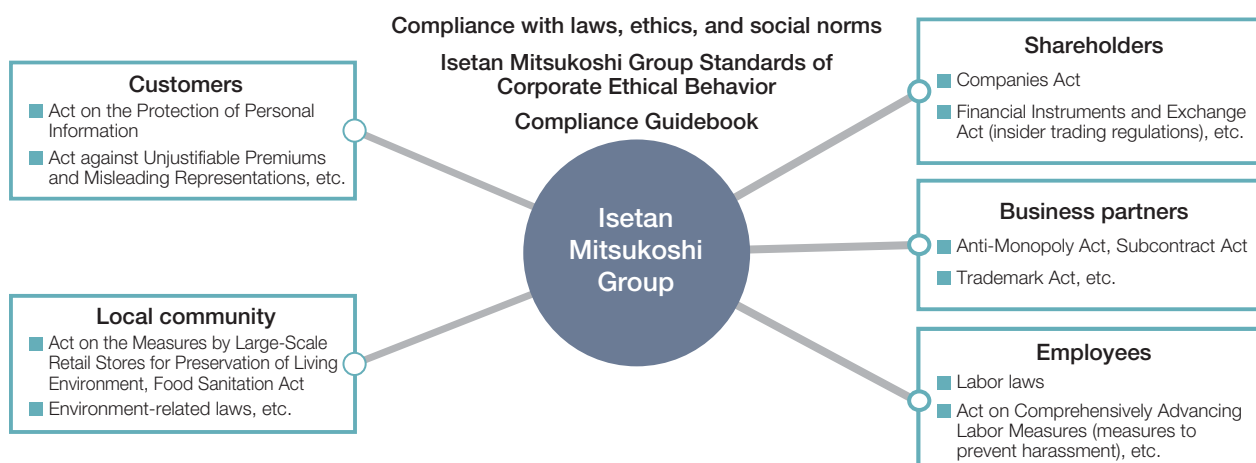 Compliance with laws, ethics, and social norms
Isetan Mitsukoshi Group Standards of
Corporate Ethical Behavior
Compliance Guidebook
Customers
Act on the Protection of Personal
Information
Act against Unjustifiable Premiums
and Misleading Representations, etc.
Local community
Act on the Measures by Large-Scale
Retail Stores for Preservation of Living
Environment, Food Sanitation Act
Environment-related laws, etc.
Isetan
Mitsukoshi
Group
Shareholders
Companies Act
Financial Instruments and Exchange
Act (insider trading regulations), etc.
Business partners
Anti-Monopoly Act, Subcontract Act
Trademark Act, etc.
Employees
Labor laws
Act on Comprehensively Advancing
Labor Measures (measures to
prevent harassment), etc.